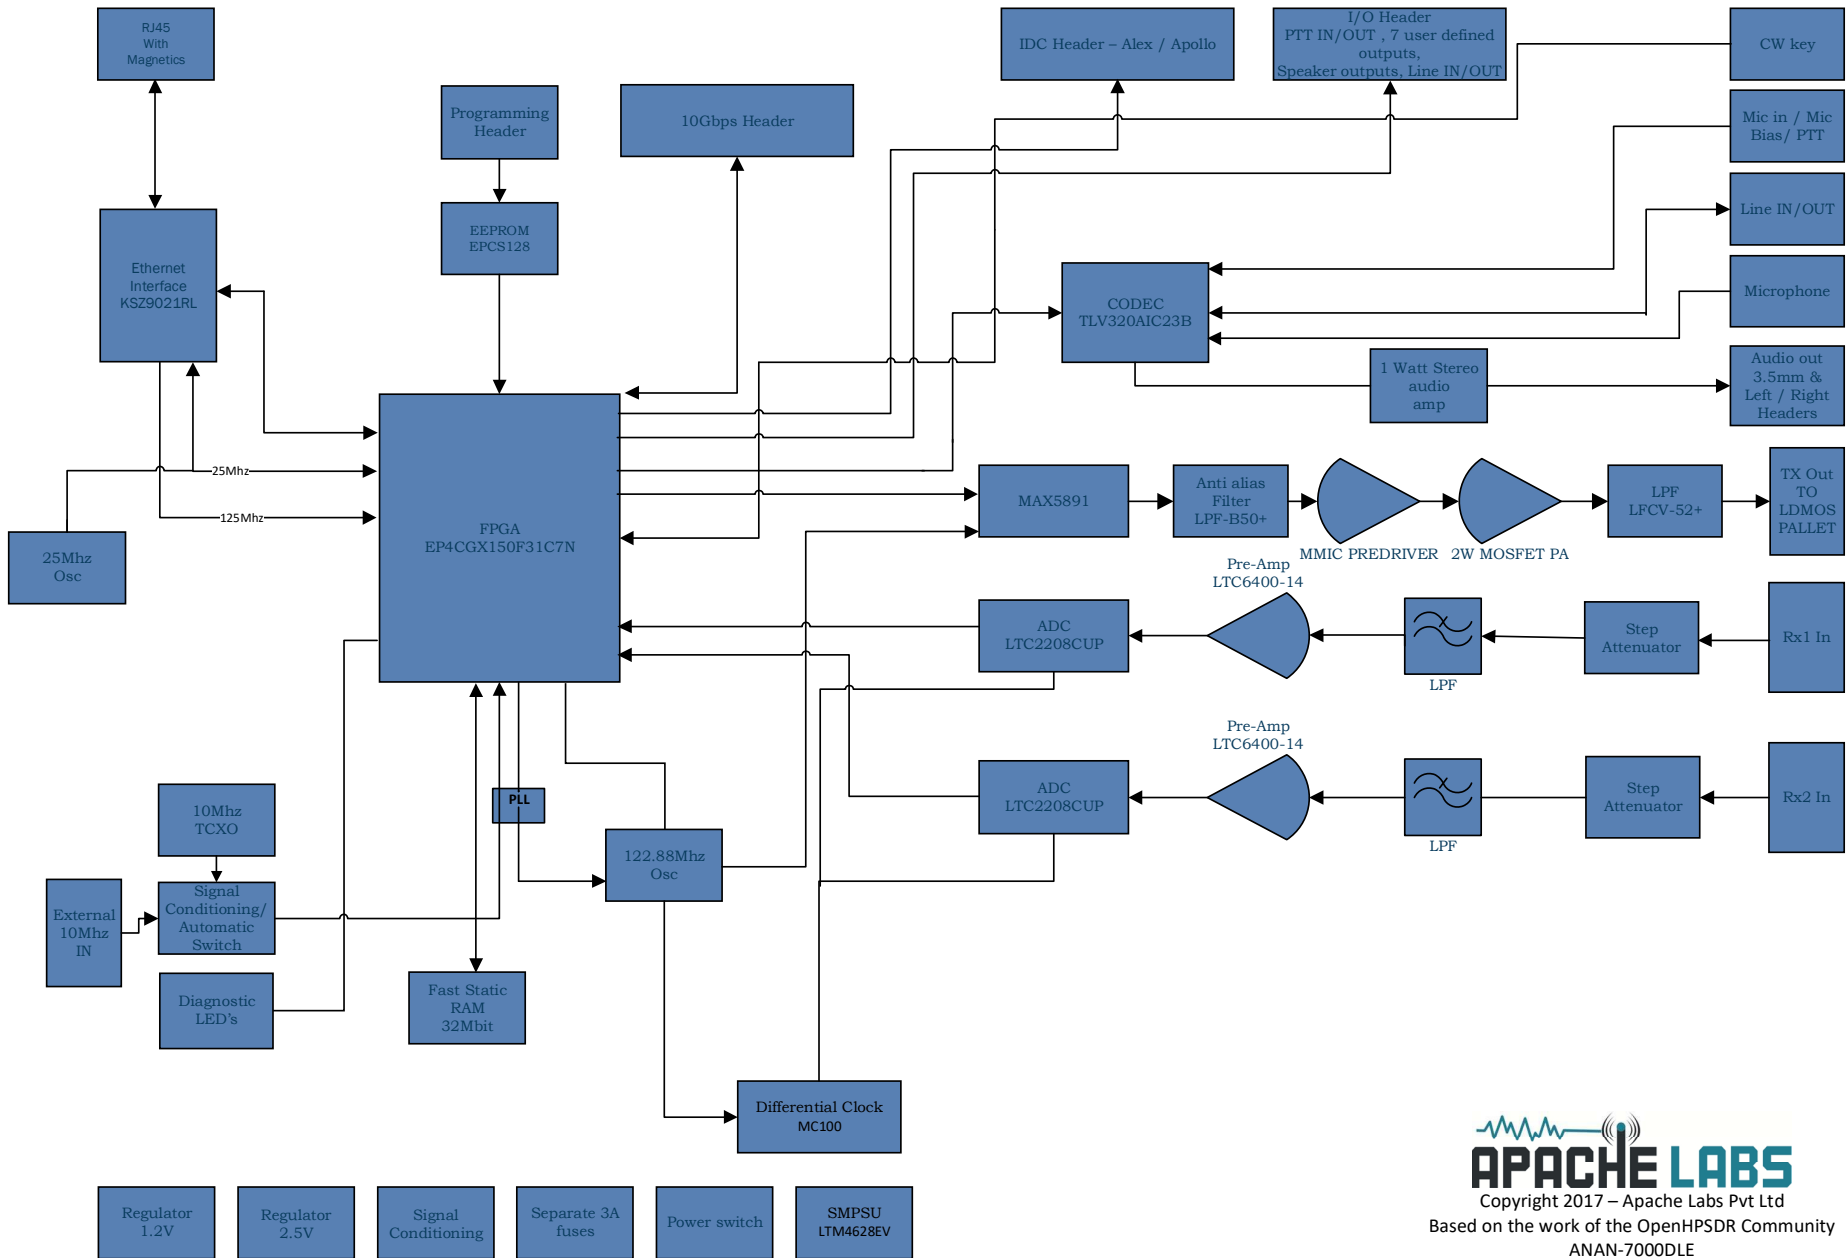 RJ45
With
Magnetics
Programming
Header
10Gbps Header
IDC Header – Alex / Apollo
I/O Header
PTT IN/OUT , 7 user defined
outputs,
Speaker outputs, Line IN/OUT
CW key
Mic in / Mic
Bias/ PTT
Line IN/OUT
Microphone
EEPROM
EPCS128
Ethernet
Interface
KSZ9021RL
CODEC
TLV320AIC23B
1 Watt Stereo
audio
amp
Audio out
3.5mm &
Left / Right
Headers
25Mhz
125Mhz
25Mhz
Osc
FPGA
EP4CGX150F31C7N
MAX5891
Anti alias
Filter
LPF-B50+
MMIC PREDRIVER
2W MOSFET PA
LPF
LFCV-52+
TX Out
TO
LDMOS
PALLET
Pre-Amp
LTC6400-14
ADC
LTC2208CUP
LPF
Step
Attenuator
Rx1 In
Pre-Amp
LTC6400-14
ADC
LTC2208CUP
LPF
Step
Attenuator
Rx2 In
10Mhz
TCXO
PLL
122.88Mhz
Osc
External
10Mhz
IN
Signal
Conditioning/
Automatic
Switch
Diagnostic
LED's
Fast Static
RAM
32Mbit
Differential Clock
MC100
Regulator
1.2V
Regulator
2.5V
Signal
Conditioning
Separate 3A
fuses
Power switch
SMPSU
LTM4628EV
APACHE LABS
Copyright 2017 – Apache Labs Pvt Ltd
Based on the work of the OpenHPSDR Community
ANAN-7000DLE